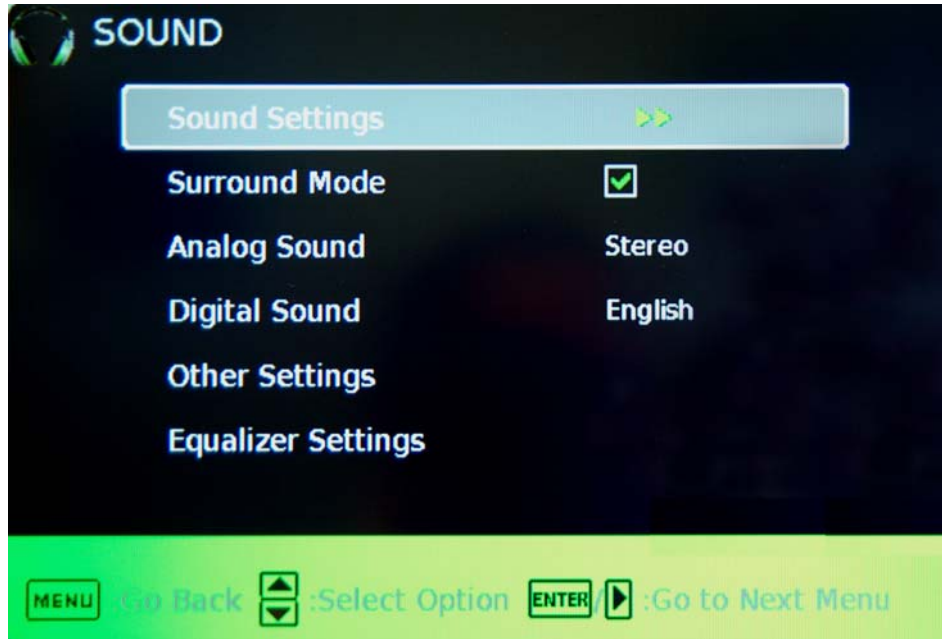 SOUND
Sound Settings
Surround Mode
Analog Sound Stereo
Digital Sound English
Other Settings
Equalizer Settings
MENU :Go Back :Select Option ENTER/ :Go to Next Menu